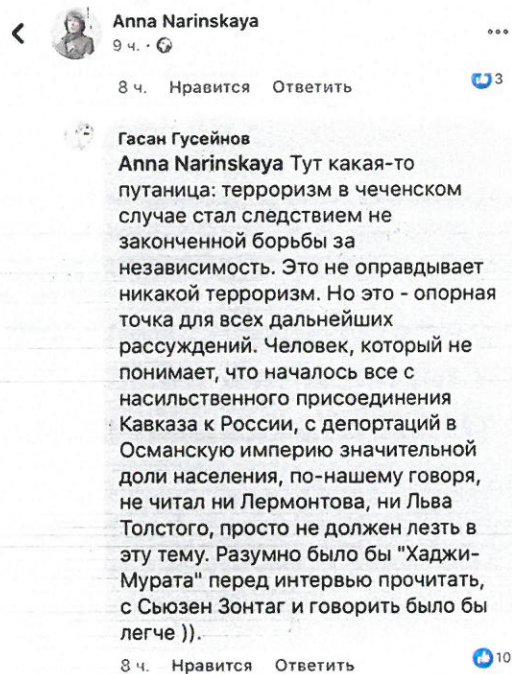 Anna Narinskaya
9 ч. ·
8 ч. Нравится Ответить 3
Гасан Гусейнов
Anna Narinskaya Тут какая-то
путаница: терроризм в чеченском
случае стал следствием не
законченной борьбы за
независимость. Это не оправдывает
никакой терроризм. Но это - опорная
точка для всех дальнейших
рассуждений. Человек, который не
понимает, что началось все с
насильственного присоединения
Кавказа к России, с депортаций в
Османскую империю значительной
доли населения, по-нашему говоря,
не читал ни Лермонтова, ни Льва
Толстого, просто не должен лезть в
эту тему. Разумно было бы "Хаджи-
Мурата" перед интервью прочитать,
с Сьюзен Зонтаг и говорить было бы
легче )).
8 ч. Нравится Ответить 10